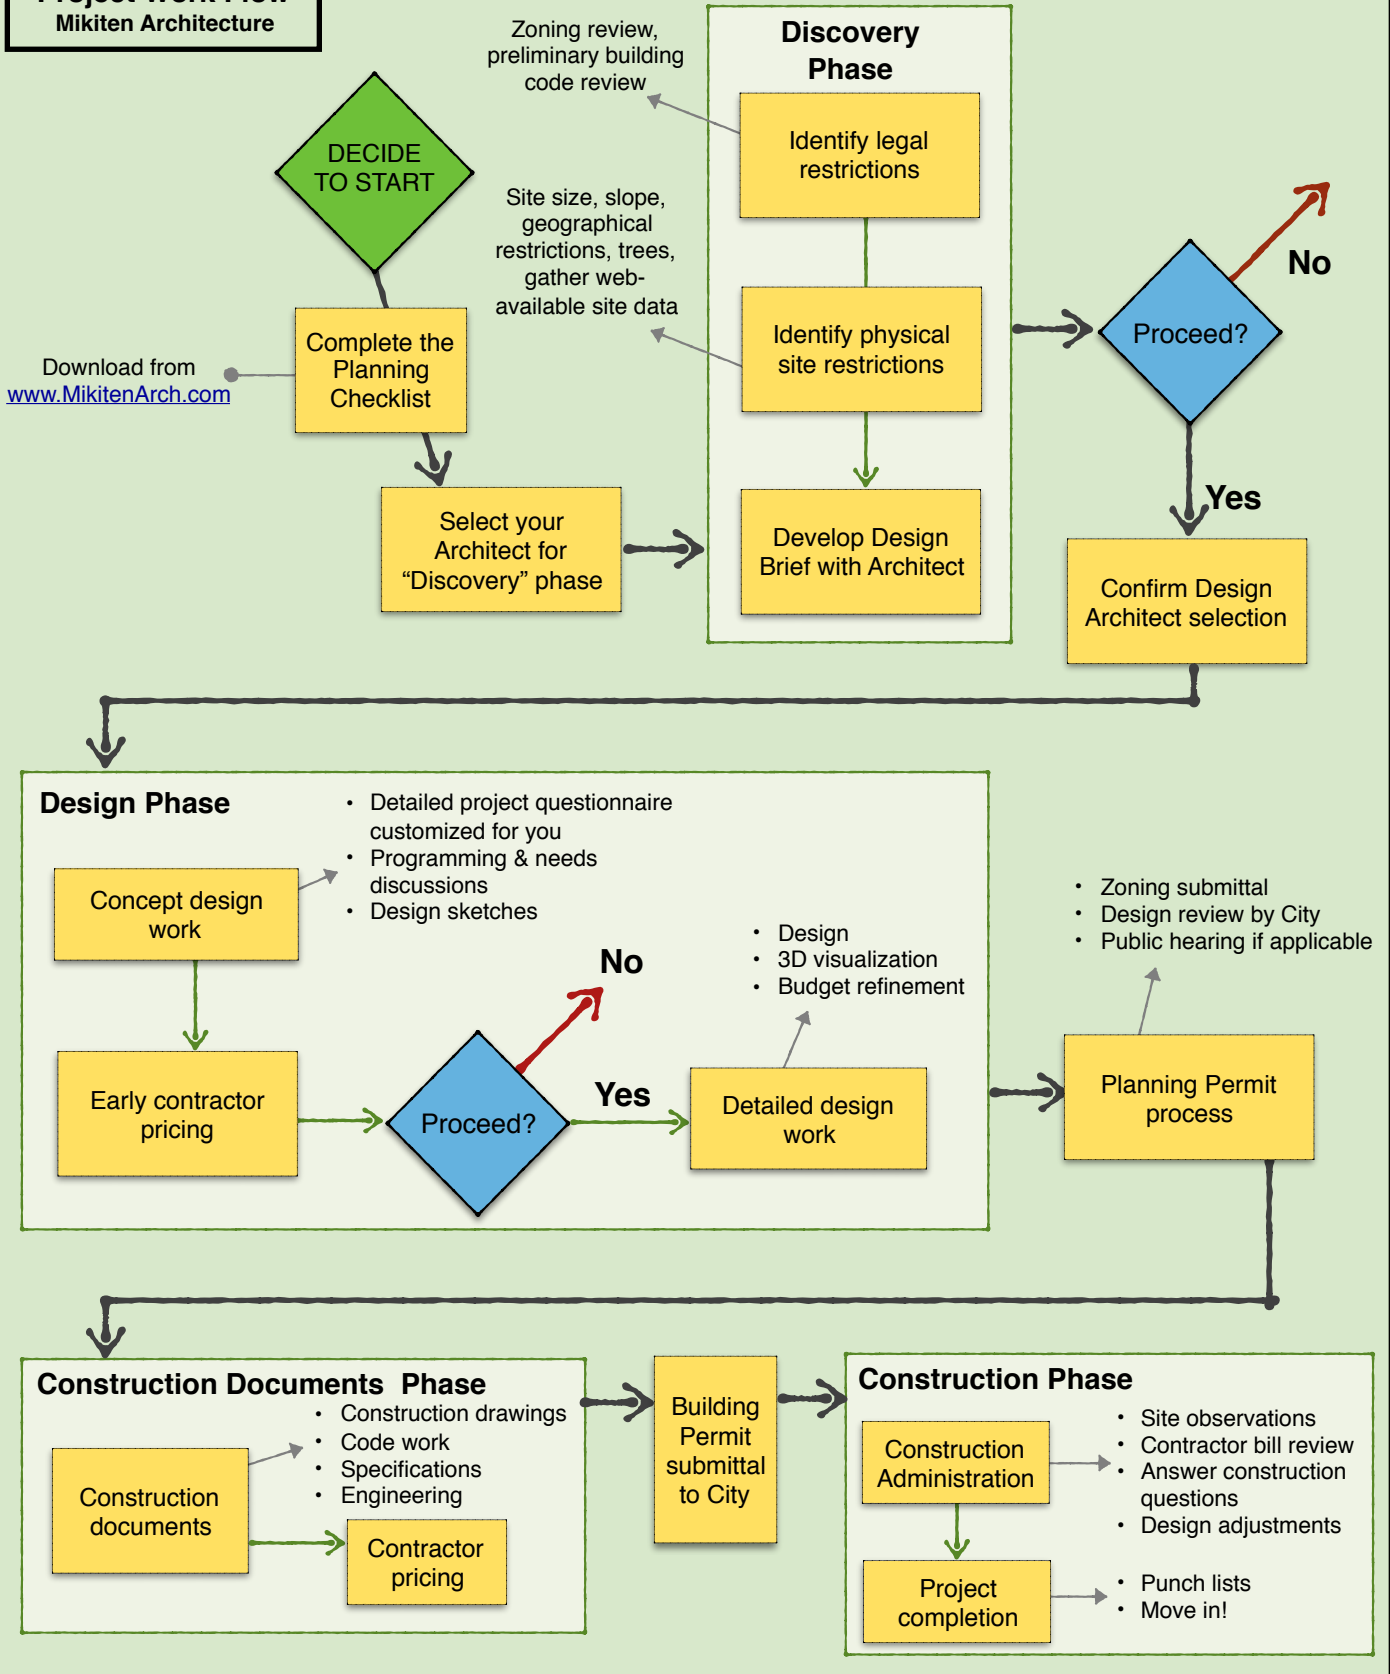 Project Work Flow
Mikiten Architecture
DECIDE
TO START
Complete the
Planning
Checklist
Download from
www.MikitenArch.com
Select your
Architect for
“Discovery” phase
Discovery
Phase
Zoning review,
preliminary building
code review
Identify legal
restrictions
Site size, slope,
geographical
restrictions, trees,
gather web-
available site data
Identify physical
site restrictions
Develop Design
Brief with Architect
Proceed?
No
Yes
Confirm Design
Architect selection
Design Phase
Concept design
work
• Detailed project questionnaire
customized for you
• Programming & needs
discussions
• Design sketches
Early contractor
pricing
Proceed?
No
Yes
Detailed design
work
• Design
• 3D visualization
• Budget refinement
Planning Permit
process
• Zoning submittal
• Design review by City
• Public hearing if applicable
Construction Documents Phase
Construction
documents
• Construction drawings
• Code work
• Specifications
• Engineering
Contractor
pricing
Building
Permit
submittal
to City
Construction Phase
Construction
Administration
• Site observations
• Contractor bill review
• Answer construction
questions
• Design adjustments
Project
completion
• Punch lists
• Move in!